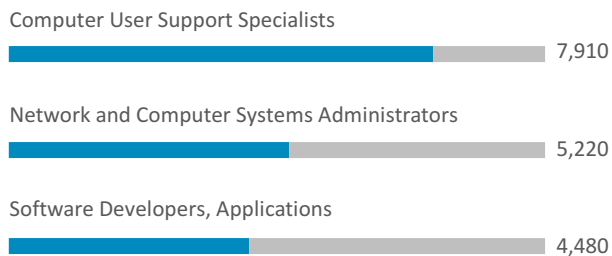 Computer User Support Specialists
7,910
Network and Computer Systems Administrators
5,220
Software Developers, Applications
4,480